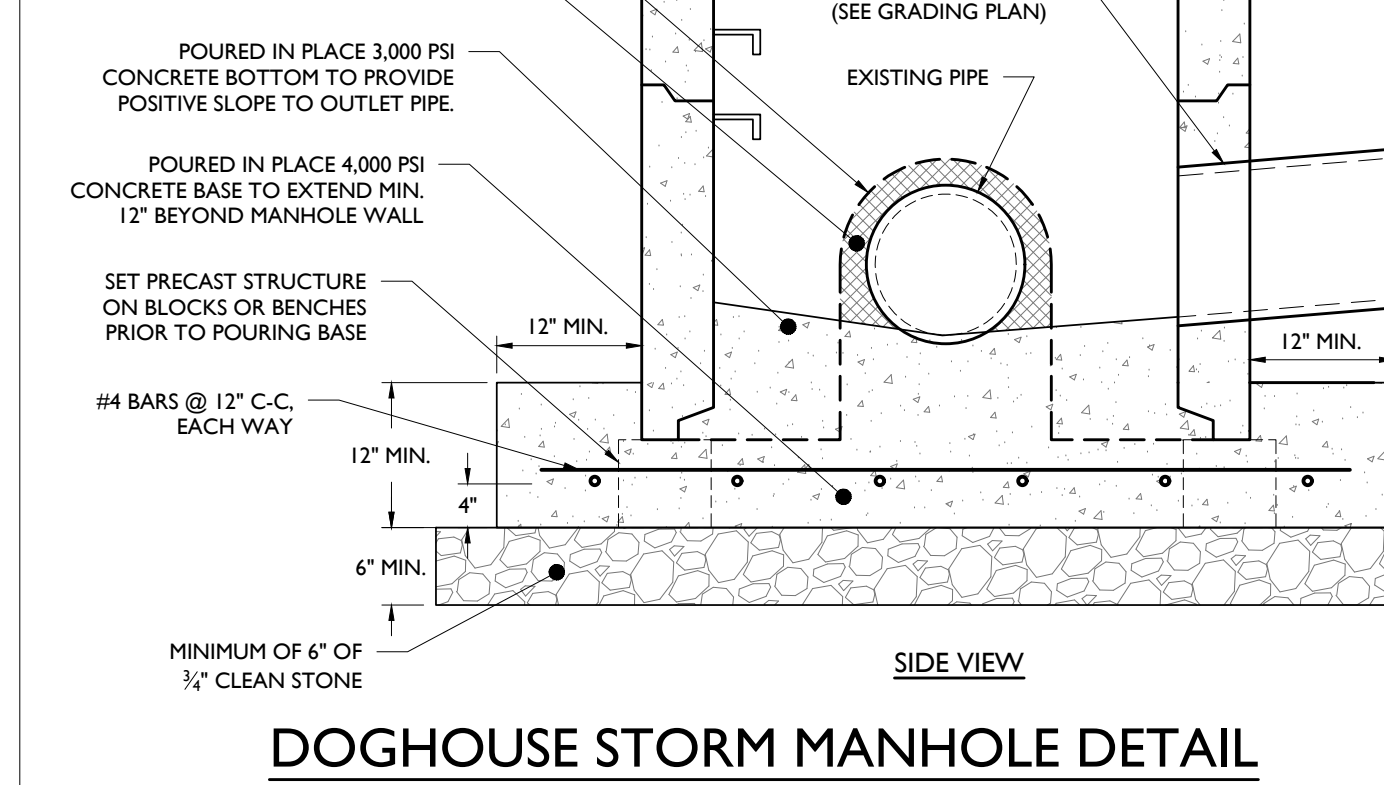 (SEE GRADING PLAN)
POURED IN PLACE 3,000 PSI
CONCRETE BOTTOM TO PROVIDE
POSITIVE SLOPE TO OUTLET PIPE.
EXISTING PIPE
POURED IN PLACE 4,000 PSI
CONCRETE BASE TO EXTEND MIN.
12" BEYOND MANHOLE WALL
SET PRECAST STRUCTURE
ON BLOCKS OR BENCHES
PRIOR TO POURING BASE
12" MIN.
12" MIN.
#4 BARS @ 12" C-C,
EACH WAY
12" MIN.
4"
6" MIN.
MINIMUM OF 6" OF
¾" CLEAN STONE
SIDE VIEW
DOGHOUSE STORM MANHOLE DETAIL